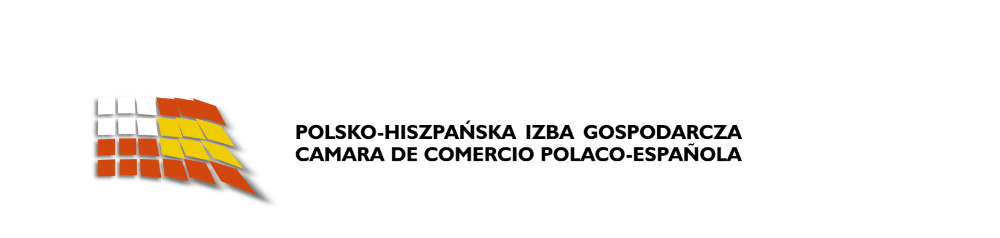 POLSKO-HISZPAŃSKA IZBA GOSPODARCZA
CAMARA DE COMERCIO POLACO-ESPAÑOLA